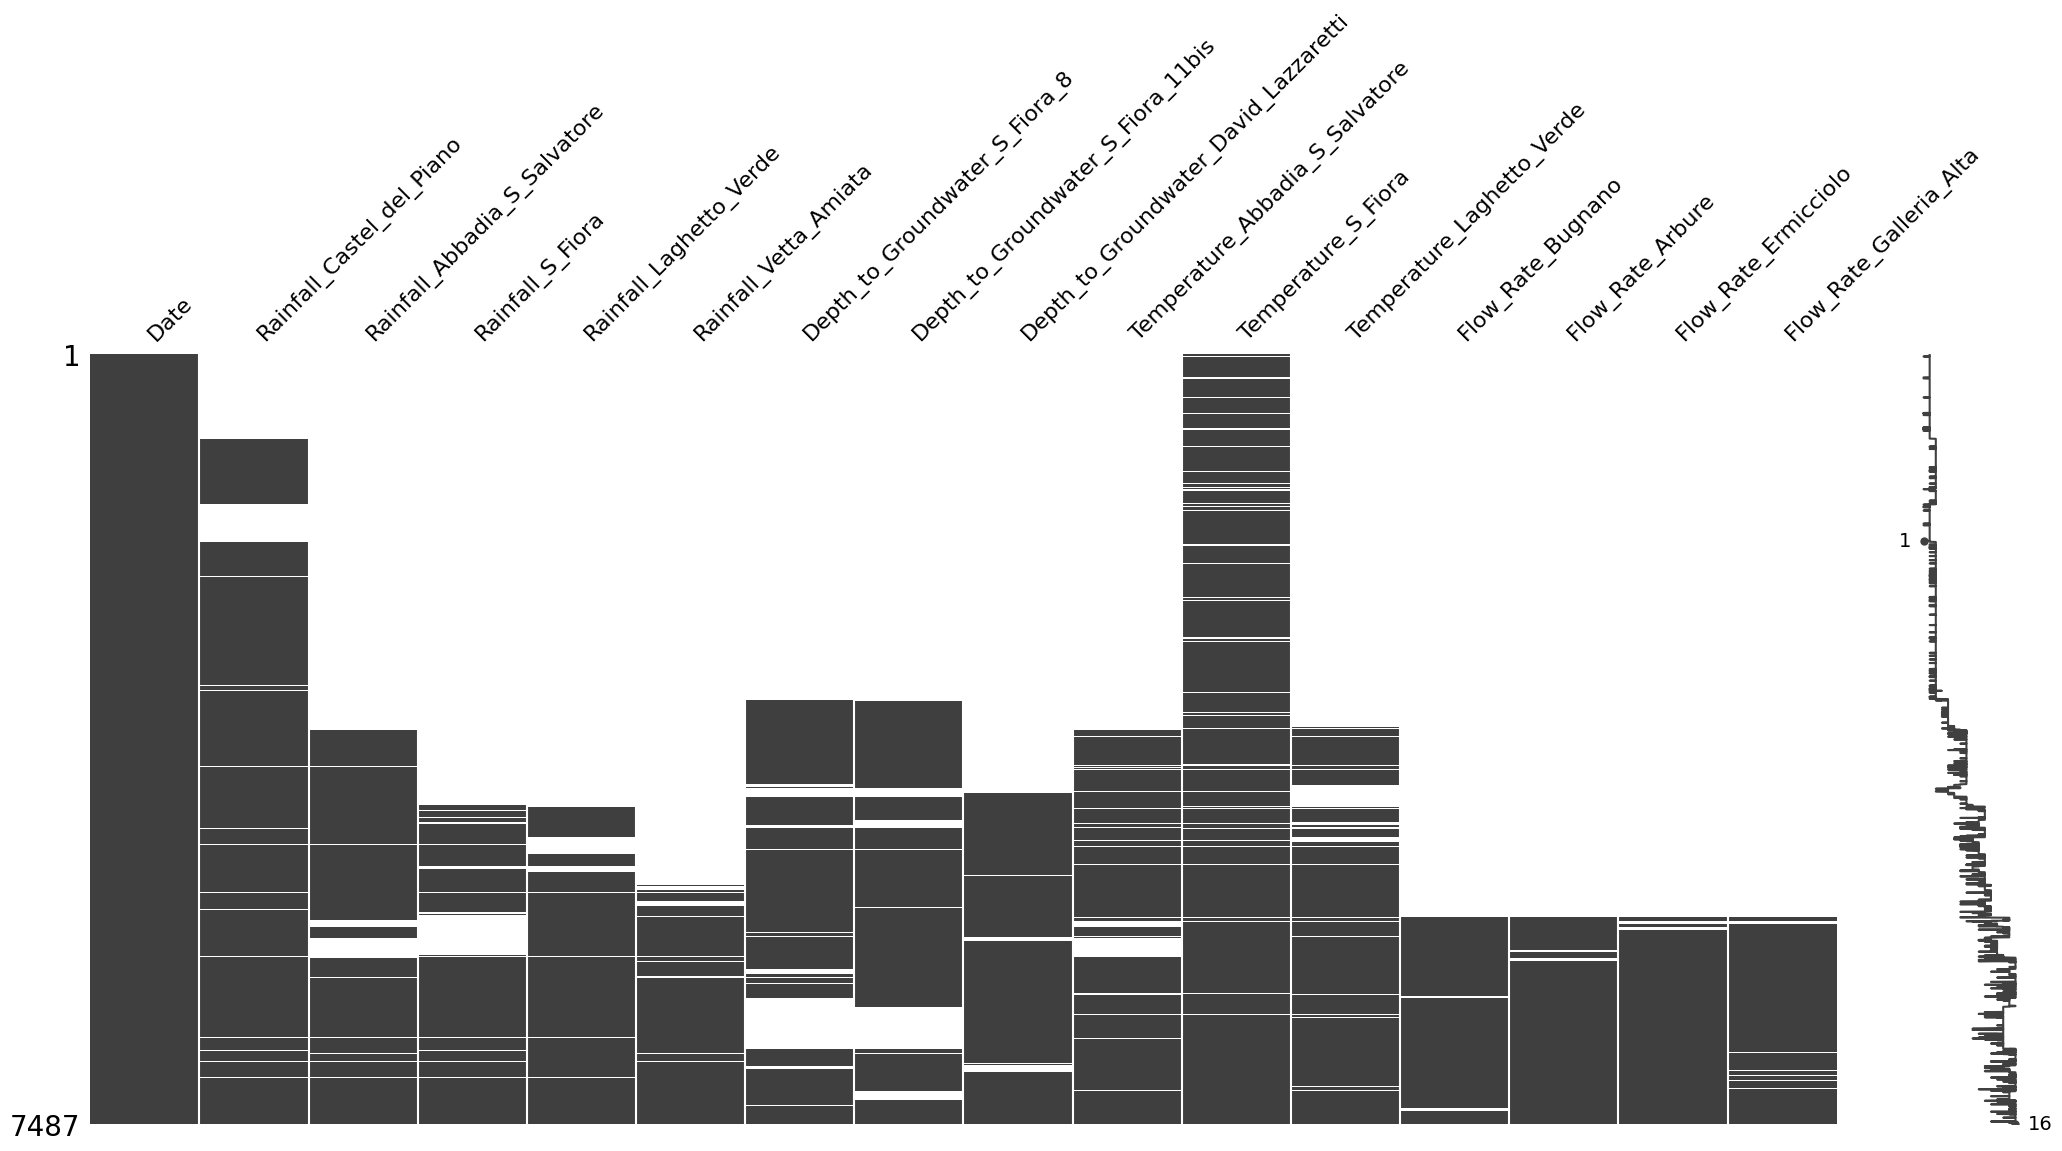 Date
Rainfall_Castel_del_Piano
Rainfall_Abbadia_S_Salvatore
Rainfall_S_Fiora
Rainfall_Laghetto_Verde
Rainfall_Vetta_Amiata
Depth_to_Groundwater_S_Fiora_8
Depth_to_Groundwater_S_Fiora_11bis
Depth_to_Groundwater_David_Lazzaretti
Temperature_Abbadia_S_Salvatore
Temperature_S_Fiora
Temperature_Laghetto_Verde
Flow_Rate_Bugnano
Flow_Rate_Arbure
Flow_Rate_Ermicciolo
Flow_Rate_Galleria_Alta
1
1
7487
16